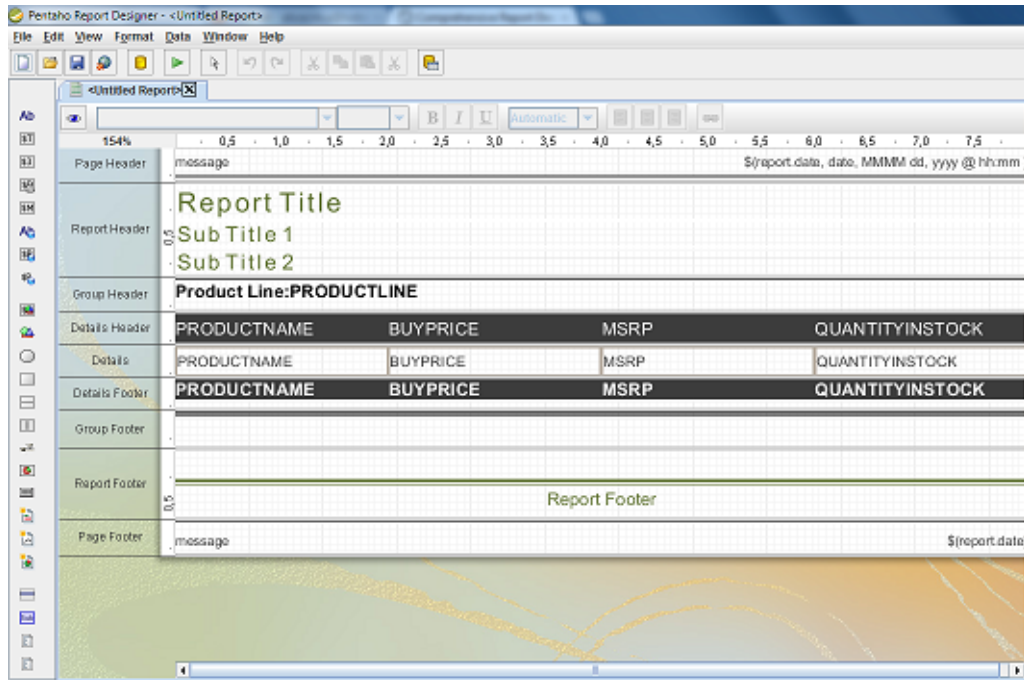 Pentaho Report Designer - <Untitled Report>
File Edit View Format Data Window Help
<Untitled Report>
B I U Automatic
154% 0,5 1,0 1,5 2,0 2,5 3,0 3,5 4,0 4,5 5,0 5,5 6,0 6,5 7,0 7,5
Page Header message $(report.date, date, MMMM dd, yyyy @ hh:mm
Report Title
Report Header 0,5 Sub Title 1
Sub Title 2
Group Header Product Line:PRODUCTLINE
Details Header PRODUCTNAME BUYPRICE MSRP QUANTITYINSTOCK
Details PRODUCTNAME BUYPRICE MSRP QUANTITYINSTOCK
Details Footer PRODUCTNAME BUYPRICE MSRP QUANTITYINSTOCK
Group Footer
Report Footer
0,5 Report Footer
Page Footer message $(report.date